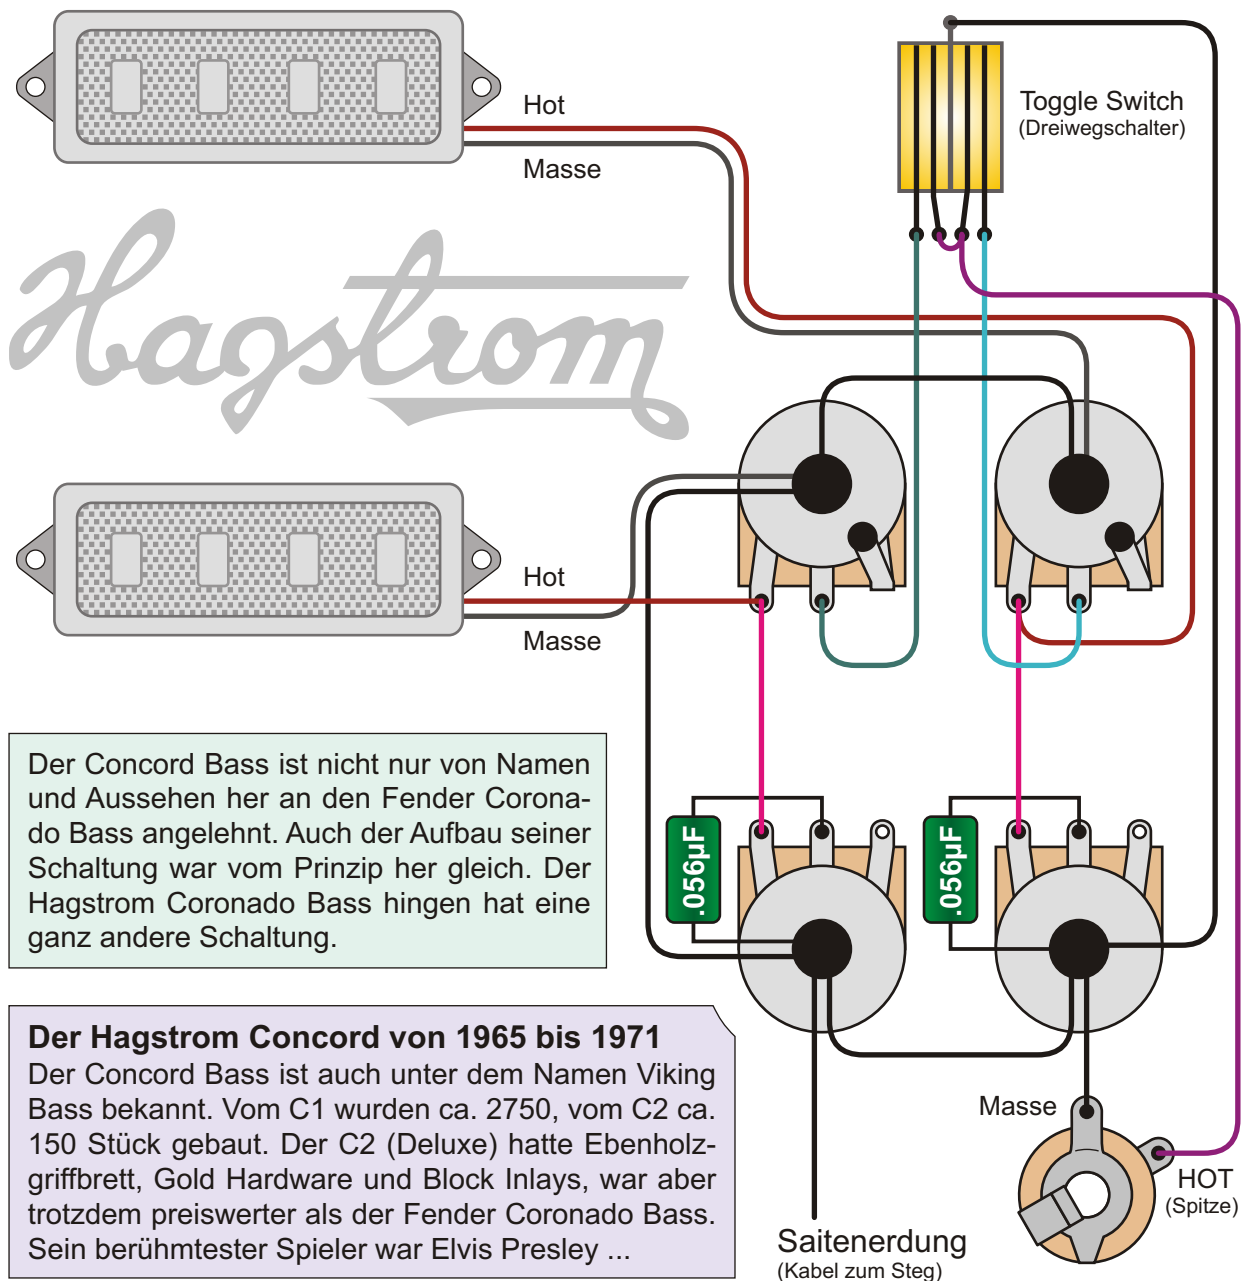 Hot
Masse
Toggle Switch
(Dreiwegschalter)
Hagstrom
Hot
Masse
Der Concord Bass ist nicht nur von Namen
und Aussehen her an den Fender Corona-
do Bass angelehnt. Auch der Aufbau seiner
Schaltung war vom Prinzip her gleich. Der
Hagstrom Coronado Bass hingen hat eine
ganz andere Schaltung.
.056µF
.056µF
Der Hagstrom Concord von 1965 bis 1971
Der Concord Bass ist auch unter dem Namen Viking
Bass bekannt. Vom C1 wurden ca. 2750, vom C2 ca.
150 Stück gebaut. Der C2 (Deluxe) hatte Ebenholz-
griffbrett, Gold Hardware und Block Inlays, war aber
trotzdem preiswerter als der Fender Coronado Bass.
Sein berühmtester Spieler war Elvis Presley ...
Masse
HOT
(Spitze)
Saitenerdung
(Kabel zum Steg)